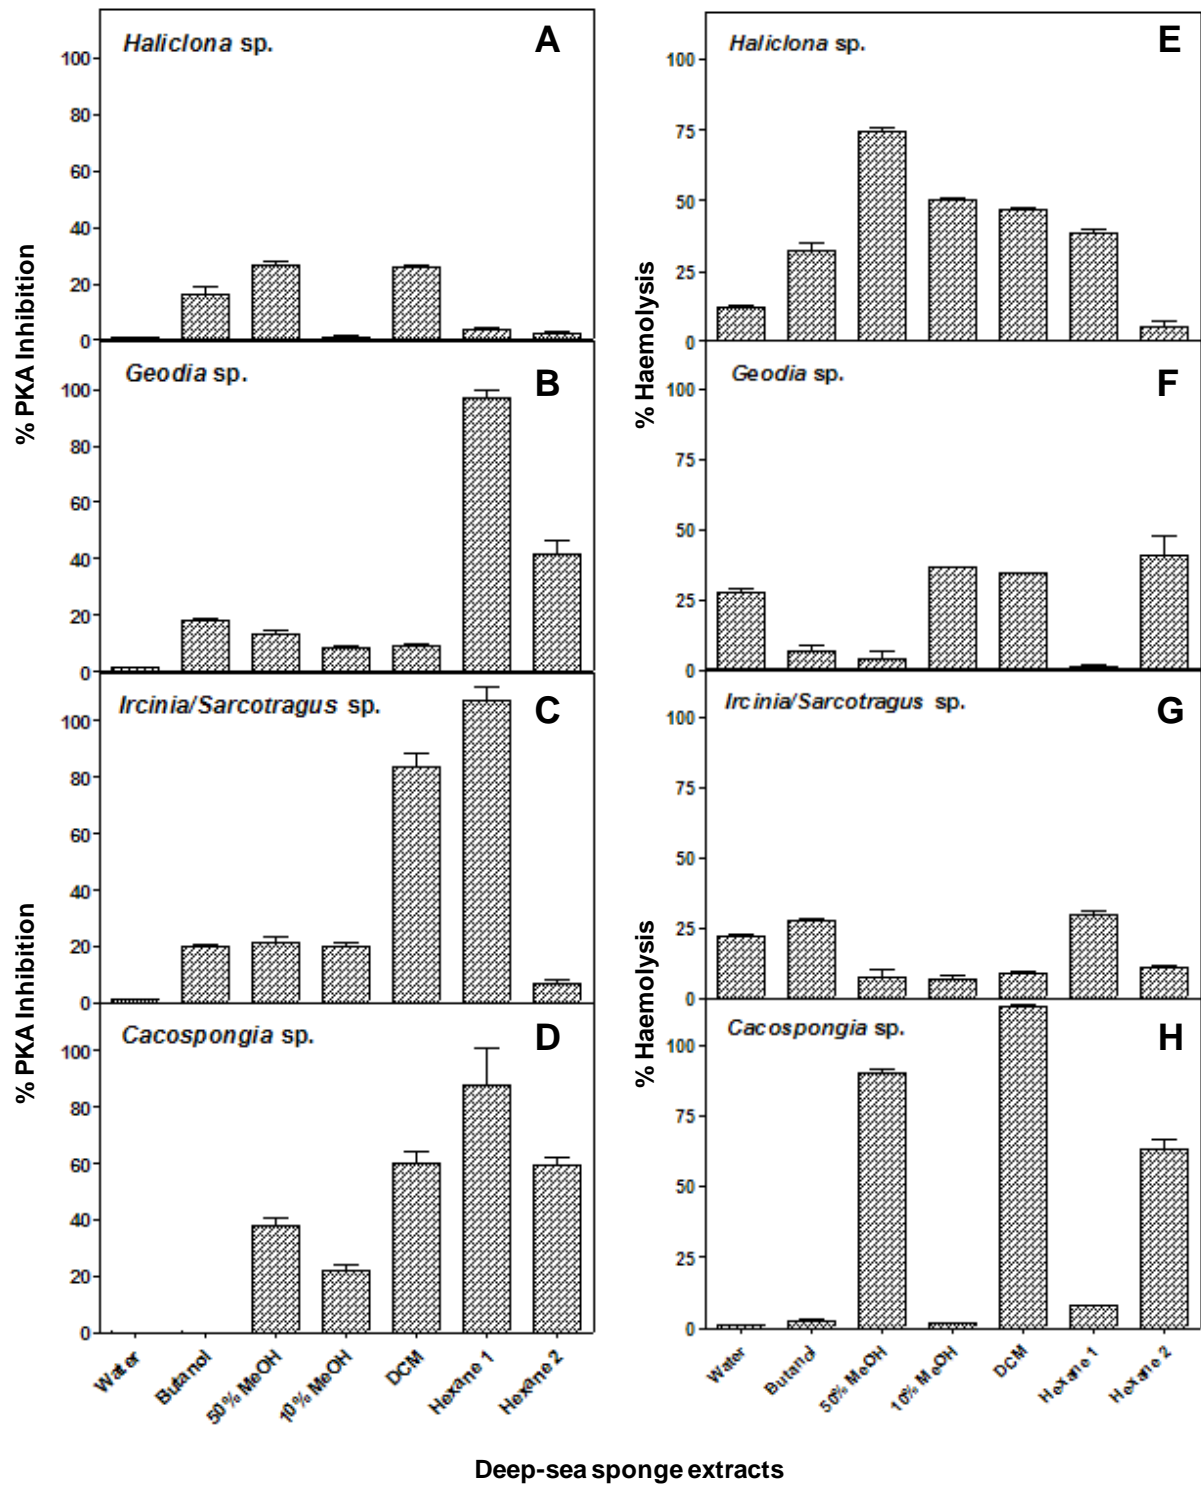 Haliclona sp. A
100
80
60
40
20
0
% PKA Inhibition
Geodia sp. B
100
80
60
40
20
0
Ircinia/Sarcotragus sp. C
100
80
60
40
20
0
% PKA Inhibition
Cacospongia sp. D
100
80
60
40
20
0
Water
Butanol
50% MeOH
10% MeOH
DCM
Hexane 1
Hexane 2
Haliclona sp. E
100
75
50
25
0
% Haemolysis
Geodia sp. F
100
75
50
25
0
Ircinia/Sarcotragus sp. G
100
75
50
25
0
% Haemolysis
Cacospongia sp. H
100
75
50
25
0
Water
Butanol
50% MeOH
10% MeOH
DCM
Hexane 1
Hexane 2
Deep-sea sponge extracts